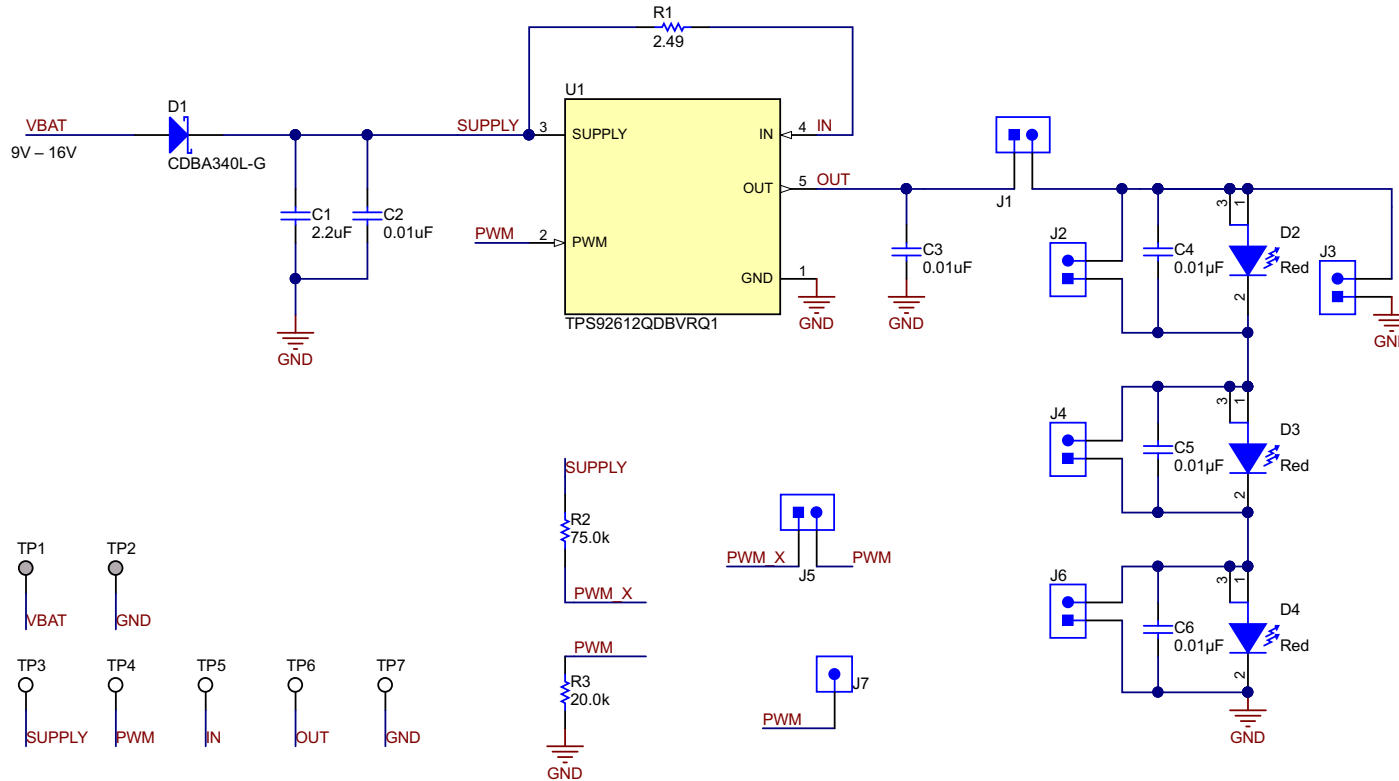 R1
2.49
U1
D1
VBAT
SUPPLY
3
SUPPLY
IN
4
IN
9V – 16V
CDBA340L-G
J1
OUT
5
OUT
3
1
C1
2.2uF
C2
0.01uF
PWM
2
PWM
C3
0.01uF
J2
C4
0.01µF
D2
Red
J3
GND
1
2
GND
GND
TPS92612QDBVRQ1
GND
GN
3
1
J4
D3
C5
0.01µF
Red
SUPPLY
2
R2
75.0k
TP1
TP2
PWM_X
J5
PWM
3
1
J6
PWM_X
D4
VBAT
GND
C6
0.01µF
Red
PWM
2
TP3
TP4
TP5
TP6
TP7
R3
20.0k
J7
SUPPLY
PWM
IN
OUT
GND
PWM
GND
GND